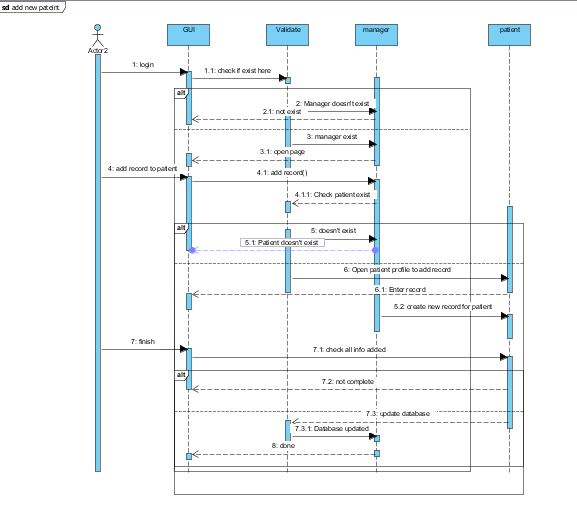 sd add new pateint
GUI
Validate
manager
patient
Actor2
1: login
1.1: check if exist here
alt
2: Manager doesn't exist
2.1: not exist
3: manager exist
3.1: open page
4: add record to patient
4.1: add record()
4.1.1: Check patient exist
alt
5: doesn't exist
5.1: Patient doesn't exist
6: Open patient profile to add record
6.1: Enter record
5.2: create new record for patient
7: finish
7.1: check all info added
alt
7.2: not complete
7.3: update database
7.3.1: Database updated
8: done